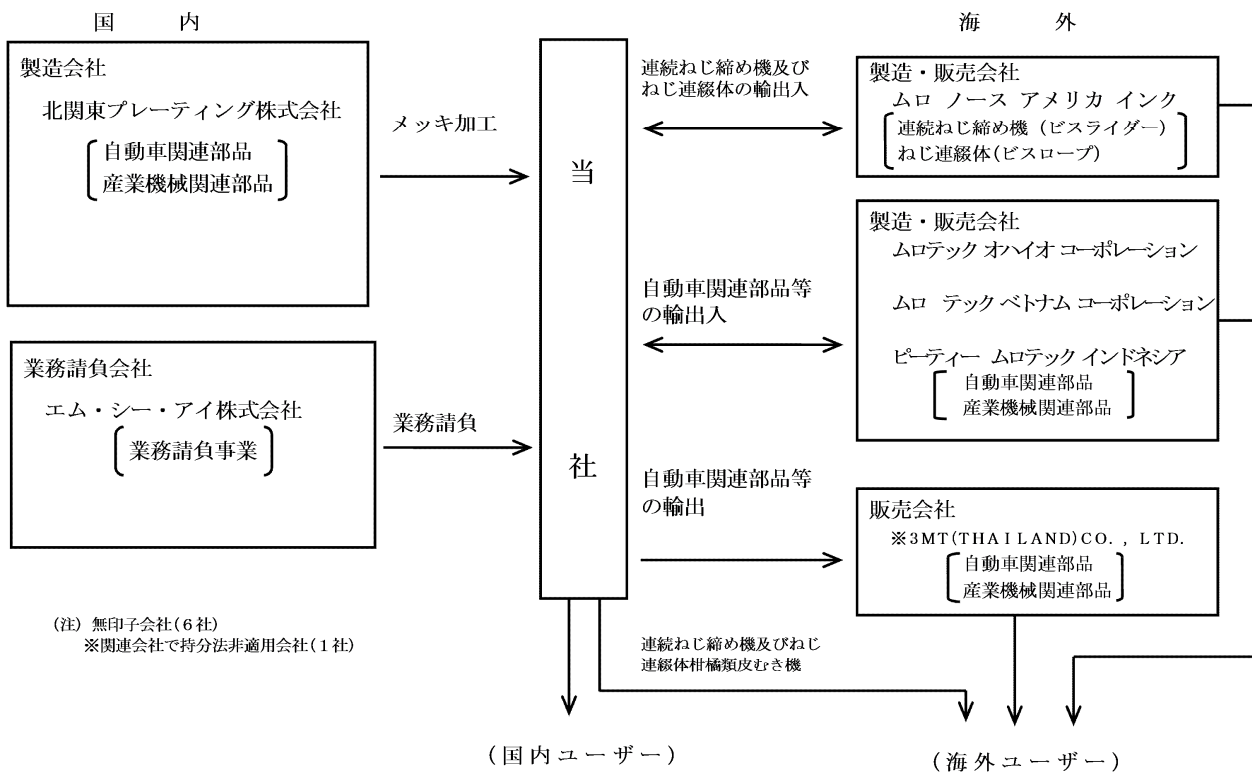 国 内
製造会社
北関東プレーティング株式会社
自動車関連部品
産業機械関連部品
メッキ加工
業務請負会社
エム・シー・アイ株式会社
業務請負事業
業務請負
(注) 無印子会社(6社)
※関連会社で持分法非適用会社(1社)
当
社
連続ねじ締め機及び
ねじ連綴体の輸出入
自動車関連部品等
の輸出入
自動車関連部品等
の輸出
連続ねじ締め機及びねじ
連綴体柑橘類皮むき機
海 外
製造・販売会社
ムロ ノース アメリカ インク
連続ねじ締め機 (ビスライダー)
ねじ連綴体(ビスロープ)
製造・販売会社
ムロテック オハイオ コーポレーション
ムロ テック ベトナム コーポレーション
ピーティー ムロテック インドネシア
自動車関連部品
産業機械関連部品
販売会社
※3MT(THAILAND)CO., LTD.
自動車関連部品
産業機械関連部品
(国内ユーザー)
(海外ユーザー)